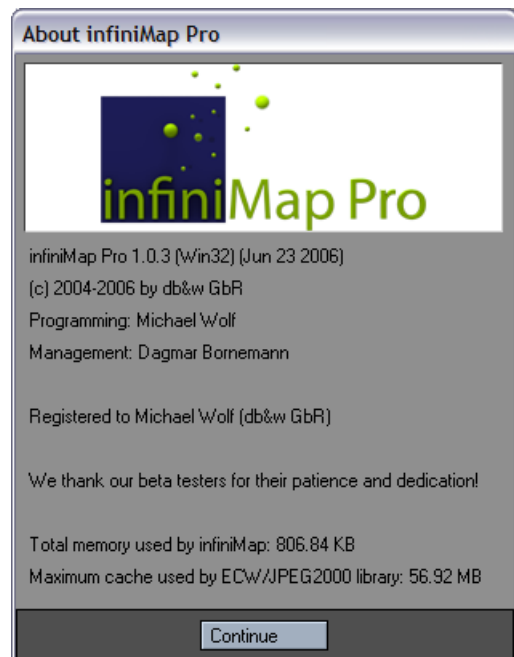 About infiniMap Pro
infiniMap Pro
infiniMap Pro 1.0.3 (Win32) (Jun 23 2006)
(c) 2004-2006 by db&w GbR
Programming: Michael Wolf
Management: Dagmar Bornemann
Registered to Michael Wolf (db&w GbR)
We thank our beta testers for their patience and dedication!
Total memory used by infiniMap: 806.84 KB
Maximum cache used by ECW/JPEG2000 library: 56.92 MB
Continue